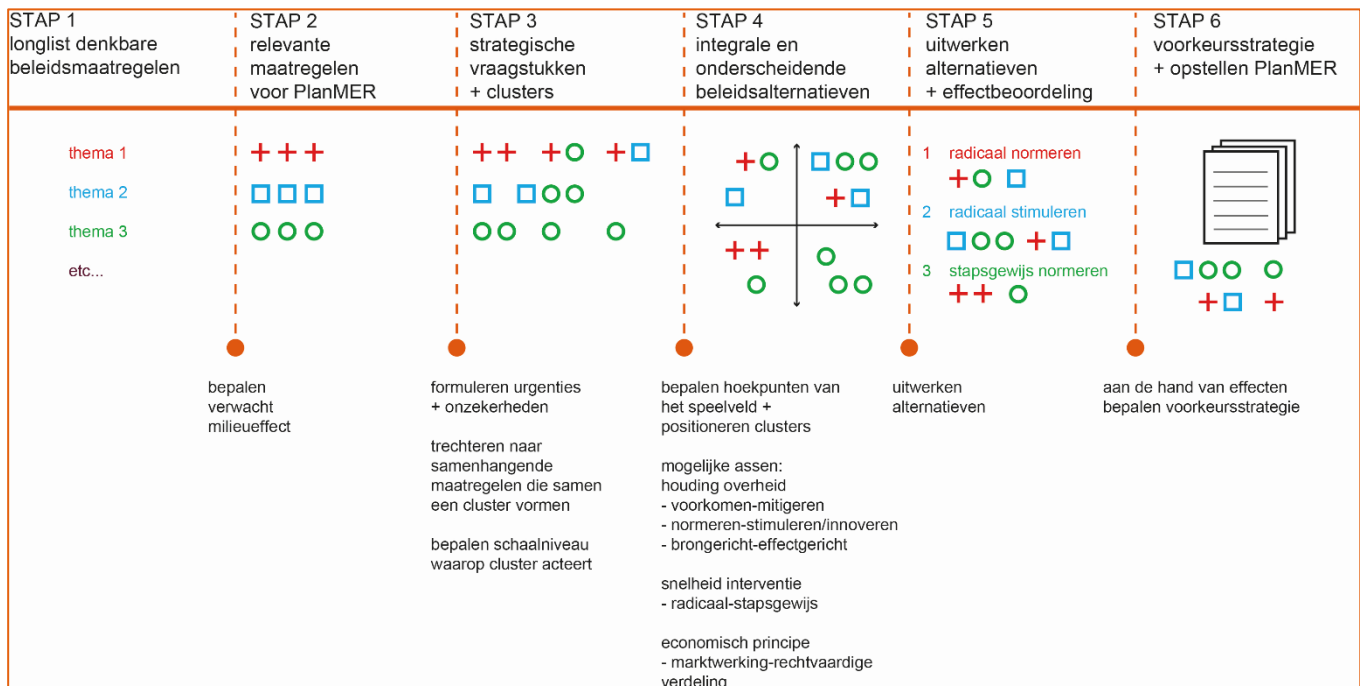 STAP 1
longlist denkbare
beleidsmaatregelen
STAP 2
relevante
maatregelen
voor PlanMER
STAP 3
strategische
vraagstukken
+ clusters
STAP 4
integrale en
onderscheidende
beleidsalternatieven
STAP 5
uitwerken
alternatieven
+ effectbeoordeling
STAP 6
voorkeursstrategie
+ opstellen PlanMER
thema 1
thema 2
thema 3
etc...
1 radicaal normeren
2 radicaal stimuleren
3 stapsgewijs normeren
bepalen
verwacht
milieueffect
formuleren urgenties
+ onzekerheden
trechteren naar
samenhangende
maatregelen die samen
een cluster vormen
bepalen schaalniveau
waarop cluster acteert
bepalen hoekpunten van
het speelveld +
positioneren clusters
mogelijke assen:
houding overheid
- voorkomen-mitigeren
- normeren-stimuleren/innoveren
- brongericht-effectgericht
snelheid interventie
- radicaal-stapsgewijs
economisch principe
- marktwerking-rechtvaardige
verdeling
uitwerken
alternatieven
aan de hand van effecten
bepalen voorkeursstrategie